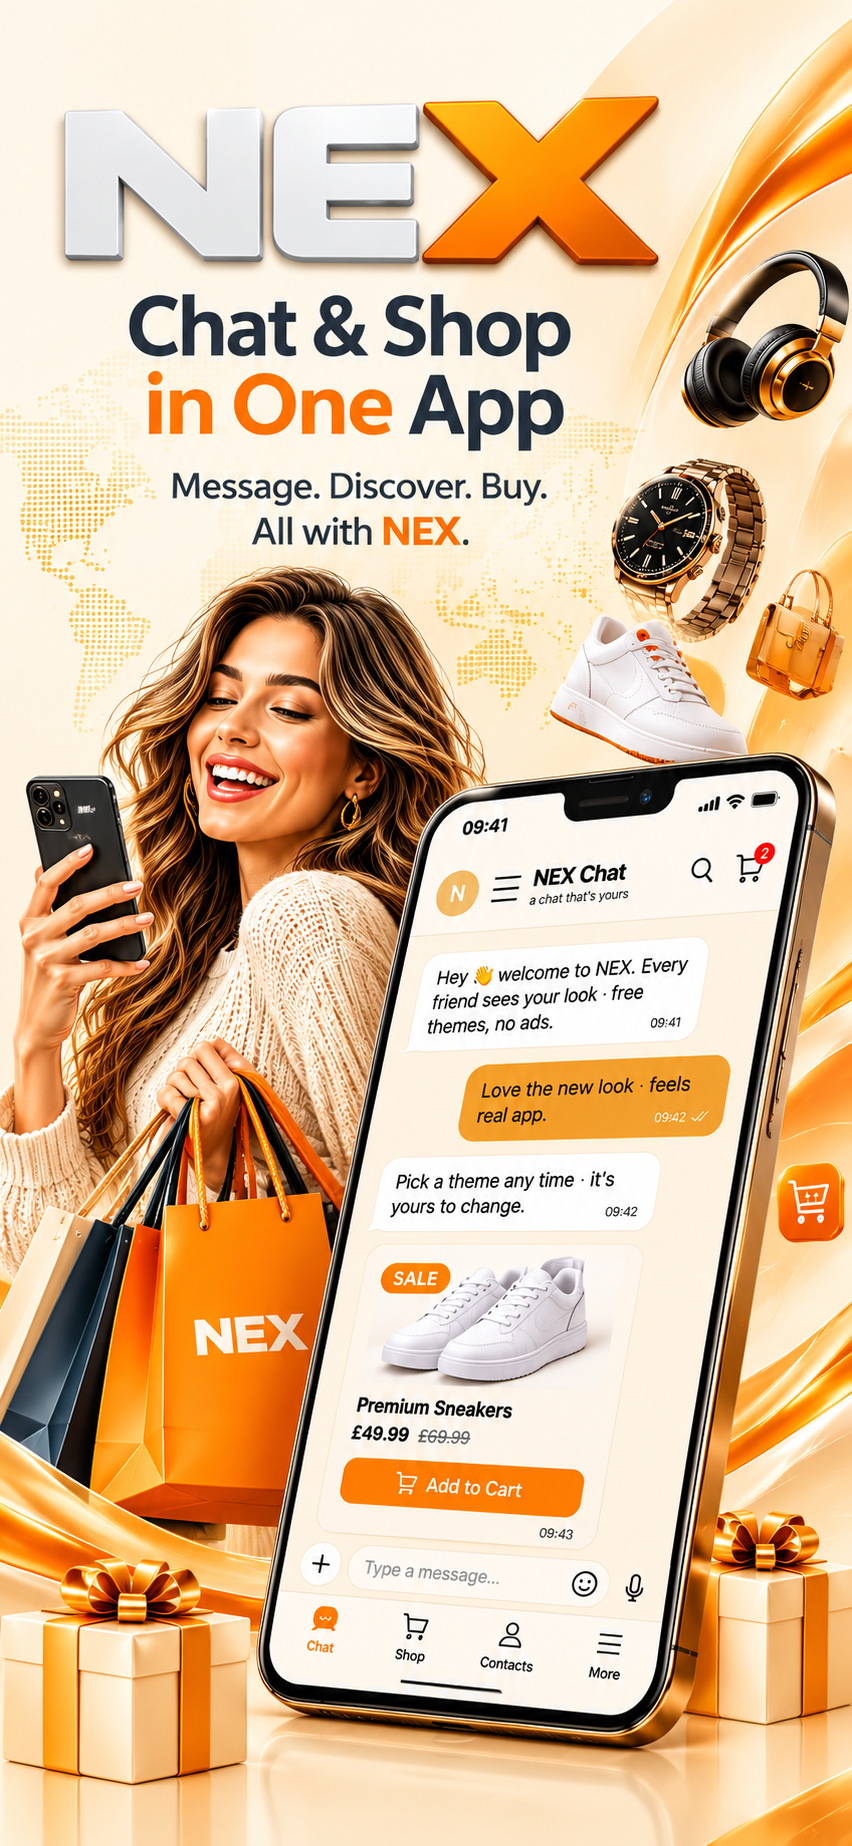 NEX
Chat & Shop
in One App
Message. Discover. Buy.
All with NEX.
09:41
N
NEX Chat
a chat that's yours
2
Hey 👋 welcome to NEX. Every
friend sees your look · free
themes, no ads.
09:41
Love the new look · feels
real app.
09:42
Pick a theme any time · it's
yours to change.
09:42
SALE
Premium Sneakers
£49.99 £69.99
Add to Cart
09:43
Type a message...
Chat
Shop
Contacts
More
NEX